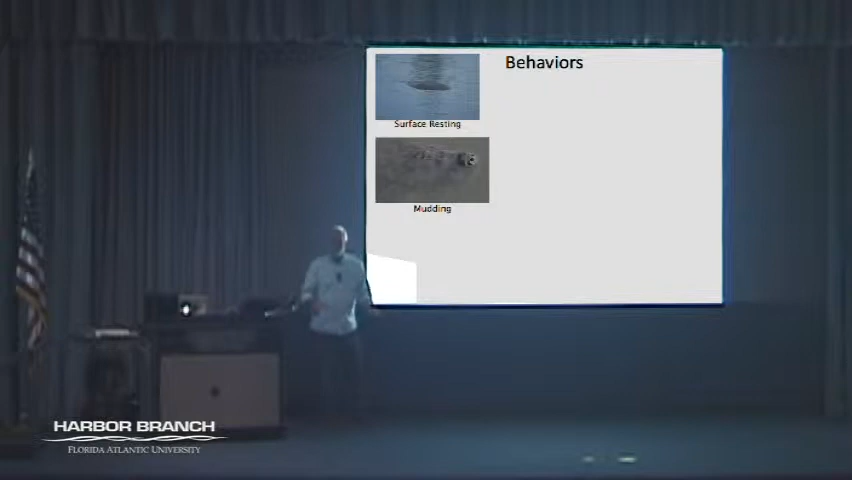 Behaviors
Surface Resting
Mudding
HARBOR BRANCH
FLORIDA ATLANTIC UNIVERSITY